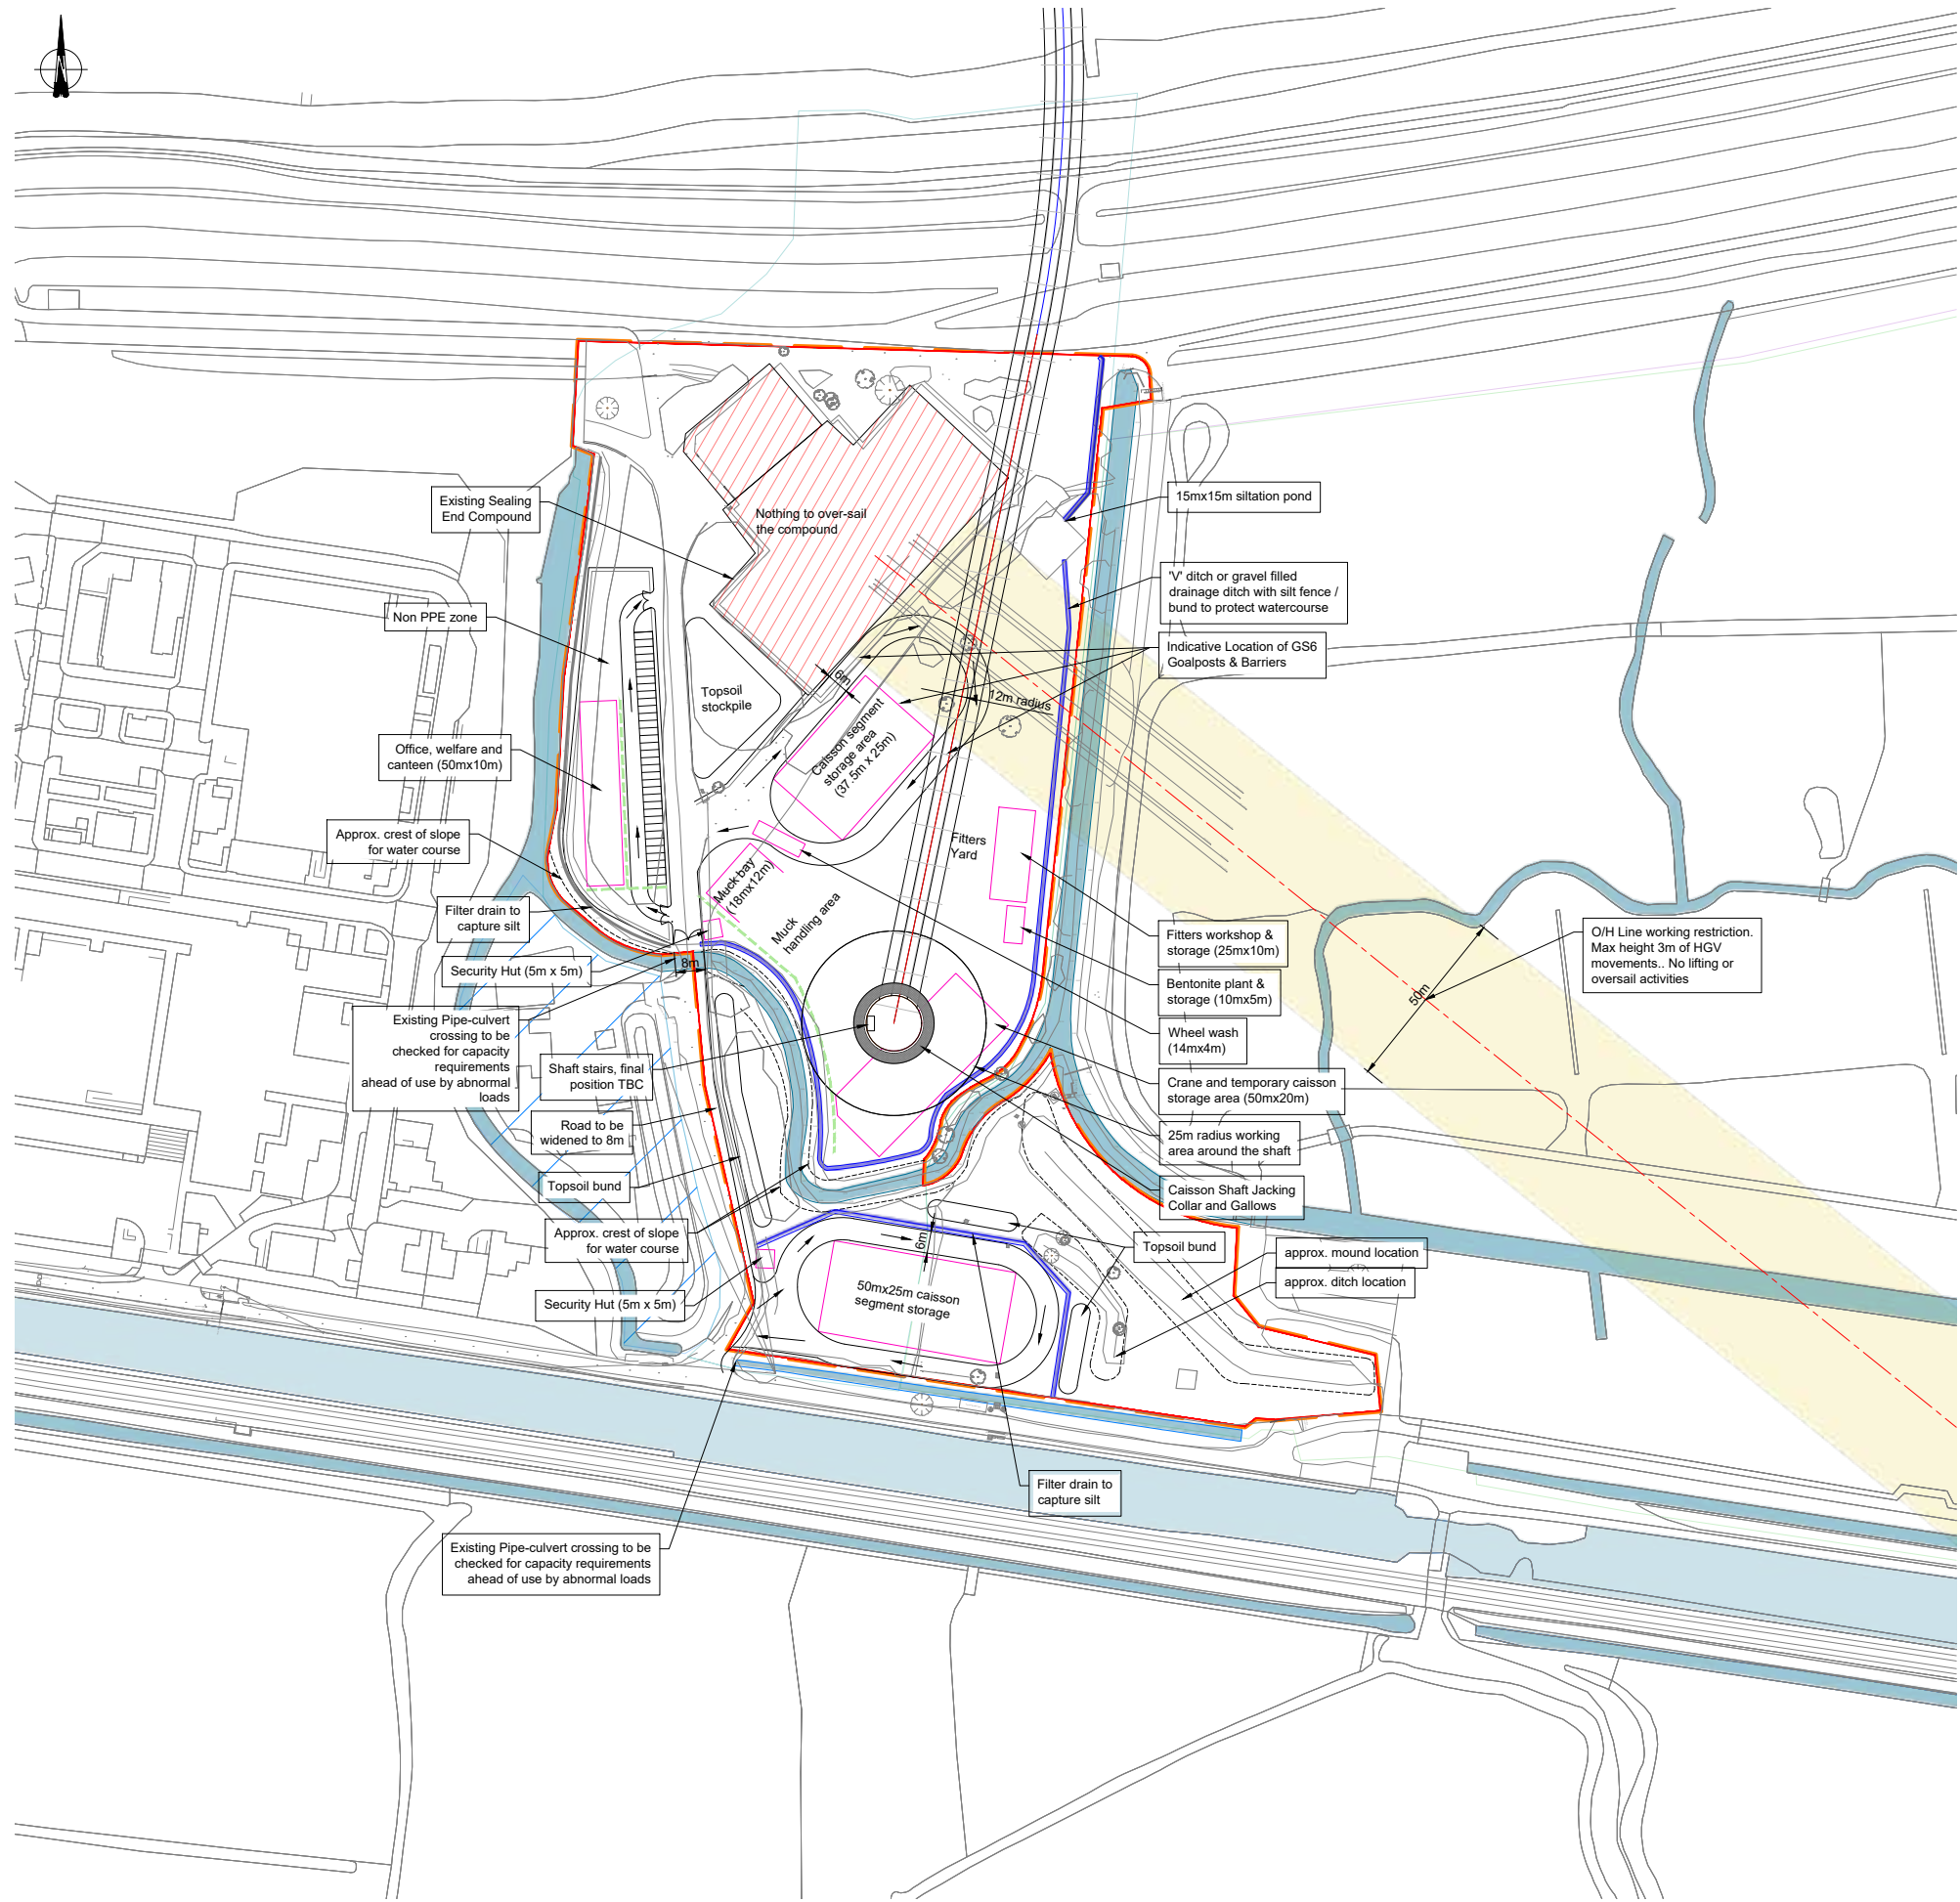 N
Existing Sealing
End Compound
Nothing to over-sail
the compound
15mx15m siltation pond
'V' ditch or gravel filled
drainage ditch with silt fence /
bund to protect watercourse
Non PPE zone
Indicative Location of GS6
Goalposts & Barriers
6m
12m radius
Topsoil
stockpile
Caisson segment
storage area
(37.5m x 25m)
Office, welfare and
canteen (50mx10m)
Approx. crest of slope
for water course
Fitters
Yard
Muck bay
(18mx12m)
Muck
handling area
Filter drain to
capture silt
Fitters workshop &
storage (25mx10m)
O/H Line working restriction.
Max height 3m of HGV
movements.. No lifting or
oversail activities
50m
Security Hut (5m x 5m)
8m
Bentonite plant &
storage (10mx5m)
Existing Pipe-culvert
crossing to be
checked for capacity
requirements
ahead of use by abnormal
loads
Wheel wash
(14mx4m)
Shaft stairs, final
position TBC
Crane and temporary caisson
storage area (50mx20m)
Road to be
widened to 8m
25m radius working
area around the shaft
Topsoil bund
Caisson Shaft Jacking
Collar and Gallows
Approx. crest of slope
for water course
6m
Topsoil bund
approx. mound location
approx. ditch location
50mx25m caisson
segment storage
Security Hut (5m x 5m)
Filter drain to
capture silt
Existing Pipe-culvert crossing to be
checked for capacity requirements
ahead of use by abnormal loads